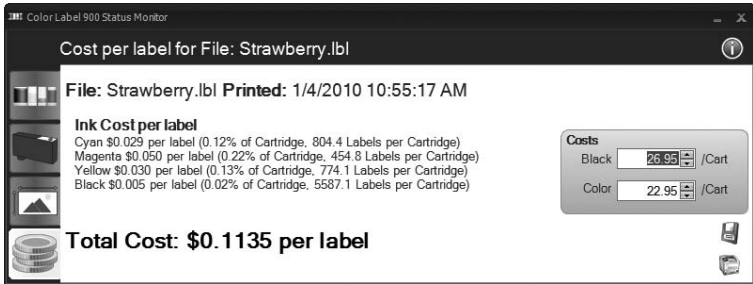 Color Label 900 Status Monitor
Cost per label for File: Strawberry.lbl
File: Strawberry.lbl Printed: 1/4/2010 10:55:17 AM
Ink Cost per label
Cyan $0.029 per label (0.12% of Cartridge, 804.4 Labels per Cartridge)
Magenta $0.050 per label (0.22% of Cartridge, 454.8 Labels per Cartridge)
Yellow $0.030 per label (0.13% of Cartridge, 774.1 Labels per Cartridge)
Black $0.005 per label (0.02% of Cartridge, 5587.1 Labels per Cartridge)
Costs
Black 26.95 /Cart
Color 22.95 /Cart
Total Cost: $0.1135 per label